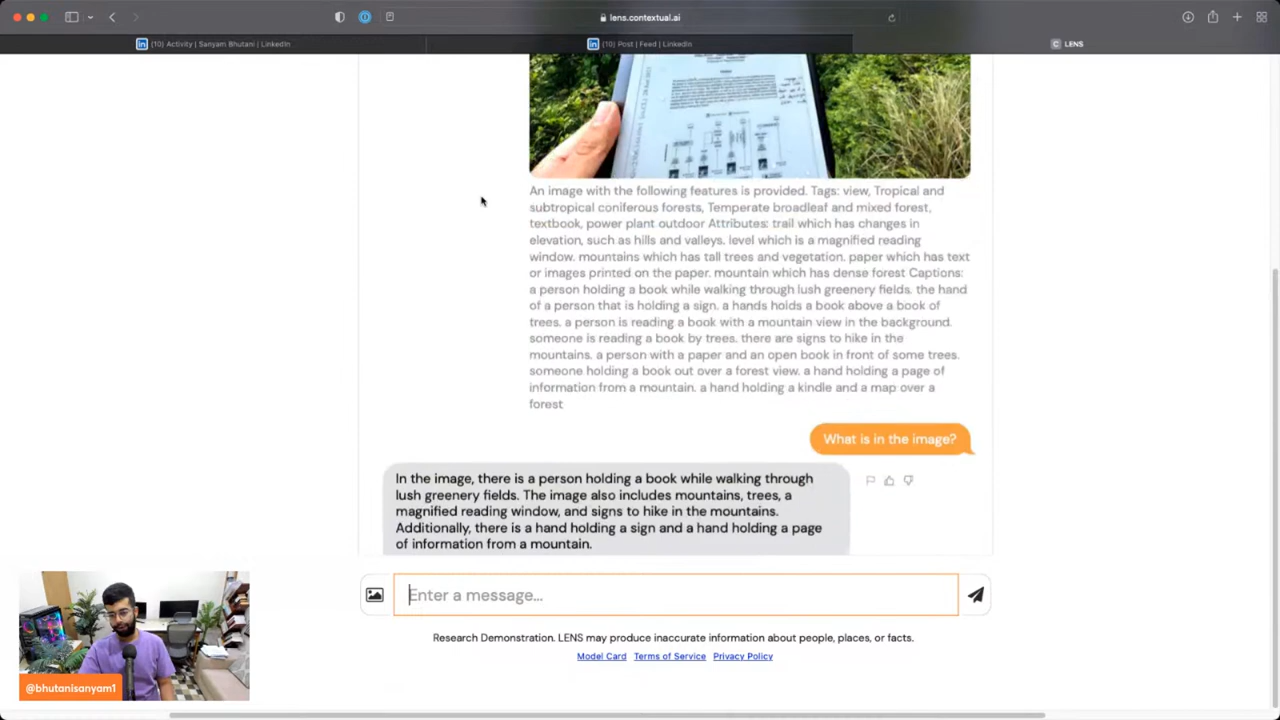 lens.contextual.ai
(10) Activity | Sanyam Bhutani | LinkedIn
(10) Post | Feed | LinkedIn
C LENS
An image with the following features is provided. Tags: view, Tropical and
subtropical coniferous forests, Temperate broadleaf and mixed forest,
textbook, power plant outdoor Attributes: trail which has changes in
elevation, such as hills and valleys. level which is a magnified reading
window. mountains which has tall trees and vegetation. paper which has text
or images printed on the paper. mountain which has dense forest Captions:
a person holding a book while walking through lush greenery fields. the hand
of a person that is holding a sign. a hands holds a book above a book of
trees. a person is reading a book with a mountain view in the background.
someone is reading a book by trees. there are signs to hike in the
mountains. a person with a paper and an open book in front of some trees.
someone holding a book out over a forest view. a hand holding a page of
information from a mountain. a hand holding a kindle and a map over a
forest
What is in the image?
In the image, there is a person holding a book while walking through
lush greenery fields. The image also includes mountains, trees, a
magnified reading window, and signs to hike in the mountains.
Additionally, there is a hand holding a sign and a hand holding a page
of information from a mountain.
Enter a message...
Research Demonstration. LENS may produce inaccurate information about people, places, or facts.
Model Card Terms of Service Privacy Policy
@bhutanisanyam1